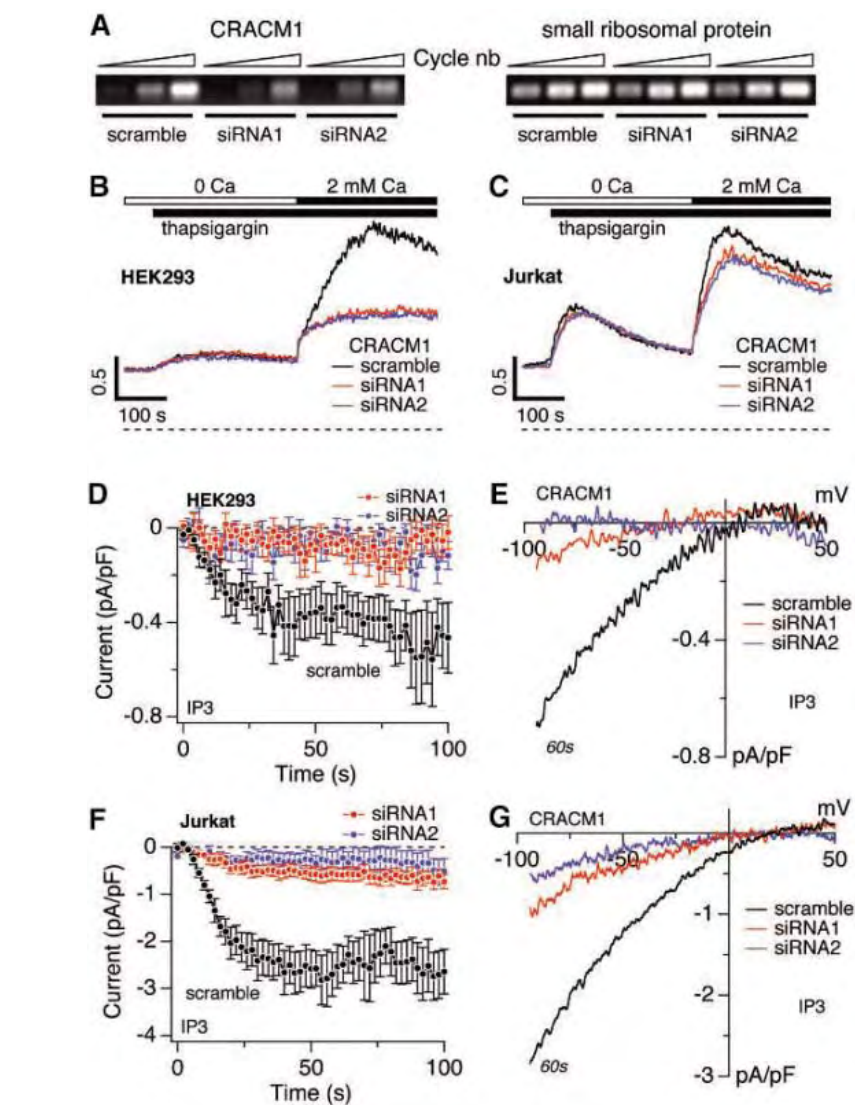 A
CRACM1
small ribosomal protein
Cycle nb
scramble siRNA1 siRNA2
scramble siRNA1 siRNA2
B
0 Ca 2 mM Ca
thapsigargin
HEK293
CRACM1
scramble
siRNA1
siRNA2
0.5
100 s
C
0 Ca 2 mM Ca
thapsigargin
Jurkat
CRACM1
scramble
siRNA1
siRNA2
0.5
100 s
D
HEK293
siRNA1
siRNA2
0
-0.4
-0.8
Current (pA/pF)
scramble
IP3
0 50 100
Time (s)
E
CRACM1
mV
-100 -50 50
scramble
siRNA1
siRNA2
-0.4
IP3
60s
-0.8 pA/pF
F
Jurkat
siRNA1
siRNA2
0
-1
-2
-3
-4
Current (pA/pF)
scramble
IP3
0 50 100
Time (s)
G
CRACM1
mV
-100 -50 50
-1
scramble
siRNA1
siRNA2
-2
IP3
60s
-3 pA/pF